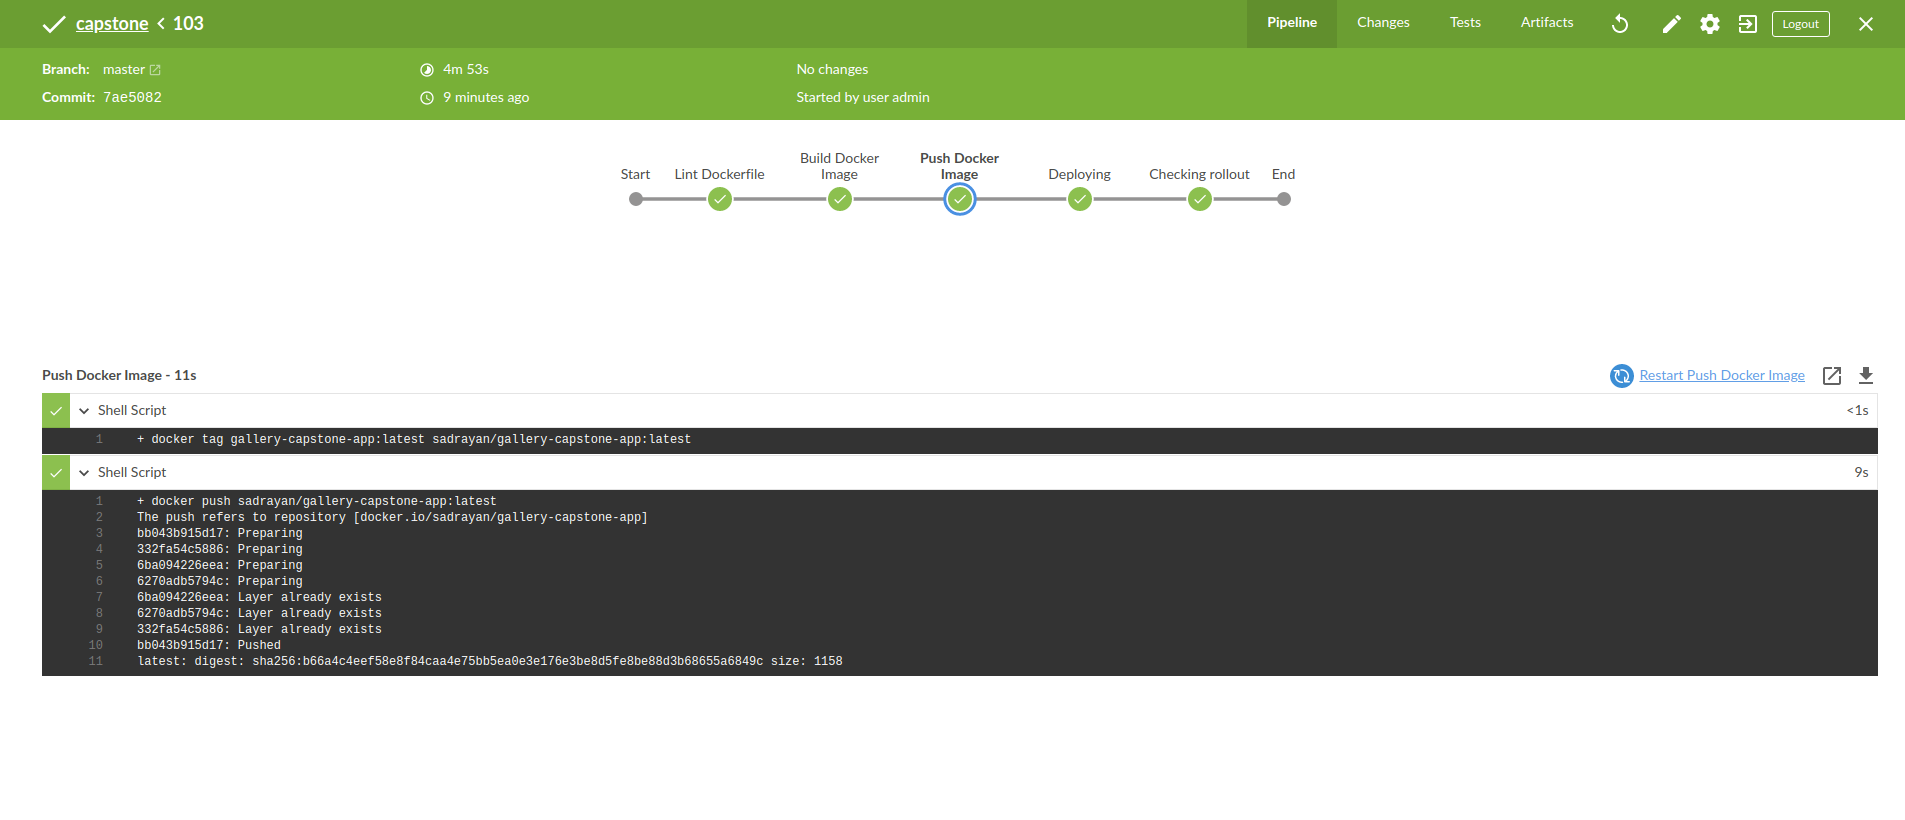 capstone < 103
Pipeline Changes Tests Artifacts Logout
Branch: master 4m 53s No changes
Commit: 7ae5082 9 minutes ago Started by user admin
Build Docker Push Docker
Start Lint Dockerfile Image Image Deploying Checking rollout End
Push Docker Image - 11s Restart Push Docker Image
Shell Script <1s
1 + docker tag gallery-capstone-app:latest sadrayan/gallery-capstone-app:latest
Shell Script 9s
1 + docker push sadrayan/gallery-capstone-app:latest
2 The push refers to repository [docker.io/sadrayan/gallery-capstone-app]
3 bb043b915d17: Preparing
4 332fa54c5886: Preparing
5 6ba094226eea: Preparing
6 6270adb5794c: Preparing
7 6ba094226eea: Layer already exists
8 6270adb5794c: Layer already exists
9 332fa54c5886: Layer already exists
10 bb043b915d17: Pushed
11 latest: digest: sha256:b66a4c4eef58e8f84caa4e75bb5ea0e3e176e3be8d5fe8be88d3b68655a6849c size: 1158